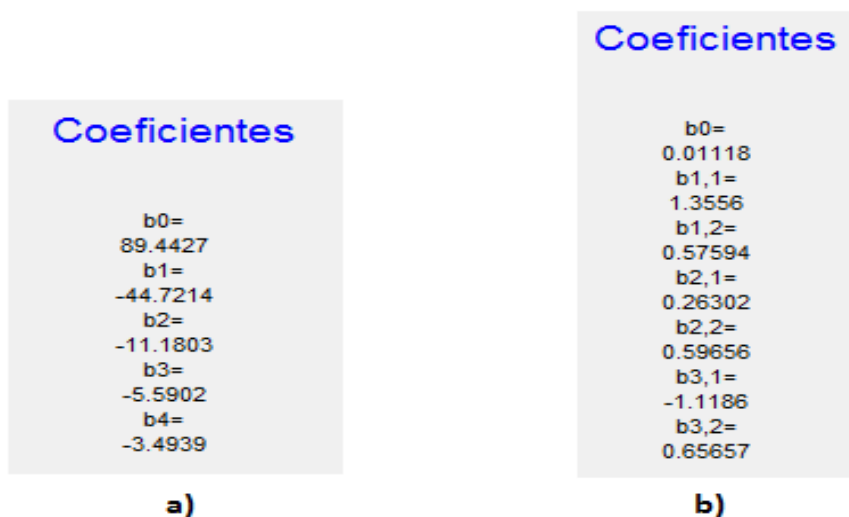 Coeficientes
b0=
89.4427
b1=
-44.7214
b2=
-11.1803
b3=
-5.5902
b4=
-3.4939
a)
Coeficientes
b0=
0.01118
b1,1=
1.3556
b1,2=
0.57594
b2,1=
0.26302
b2,2=
0.59656
b3,1=
-1.1186
b3,2=
0.65657
b)